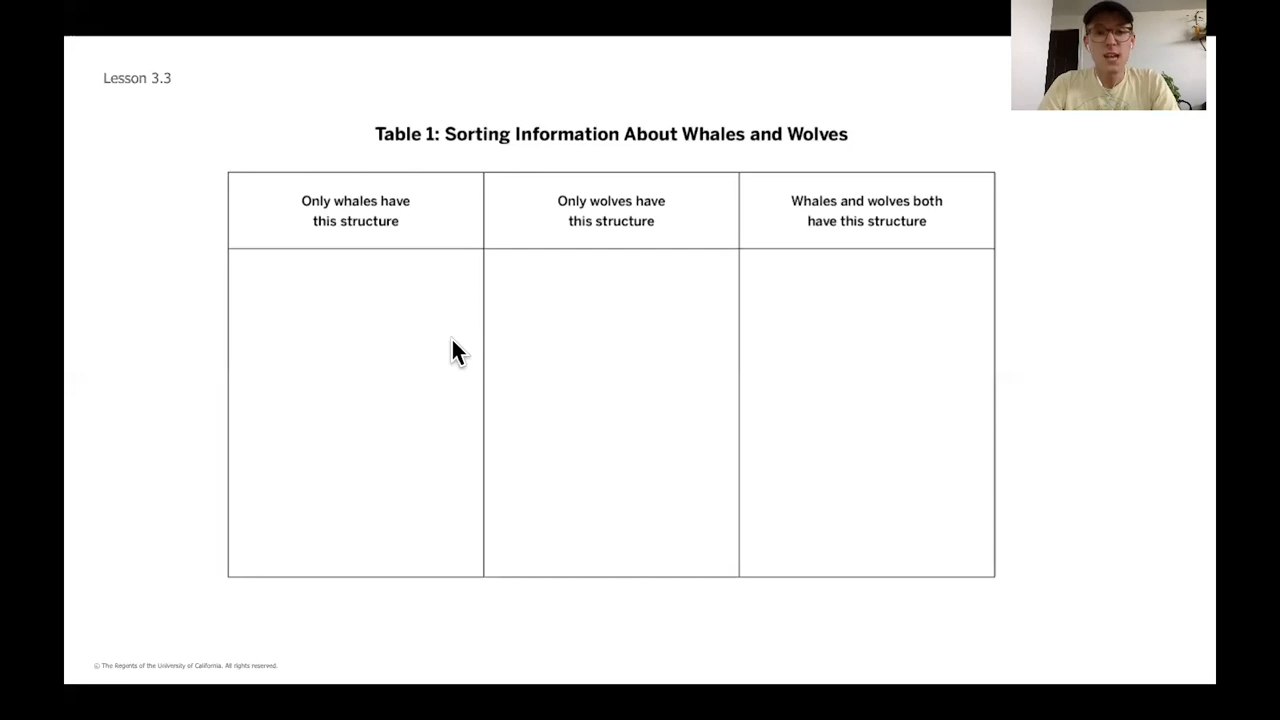 Lesson 3.3
Table 1: Sorting Information About Whales and Wolves
Only whales have
this structure
Only wolves have
this structure
Whales and wolves both
have this structure
© The Regents of the University of California. All rights reserved.